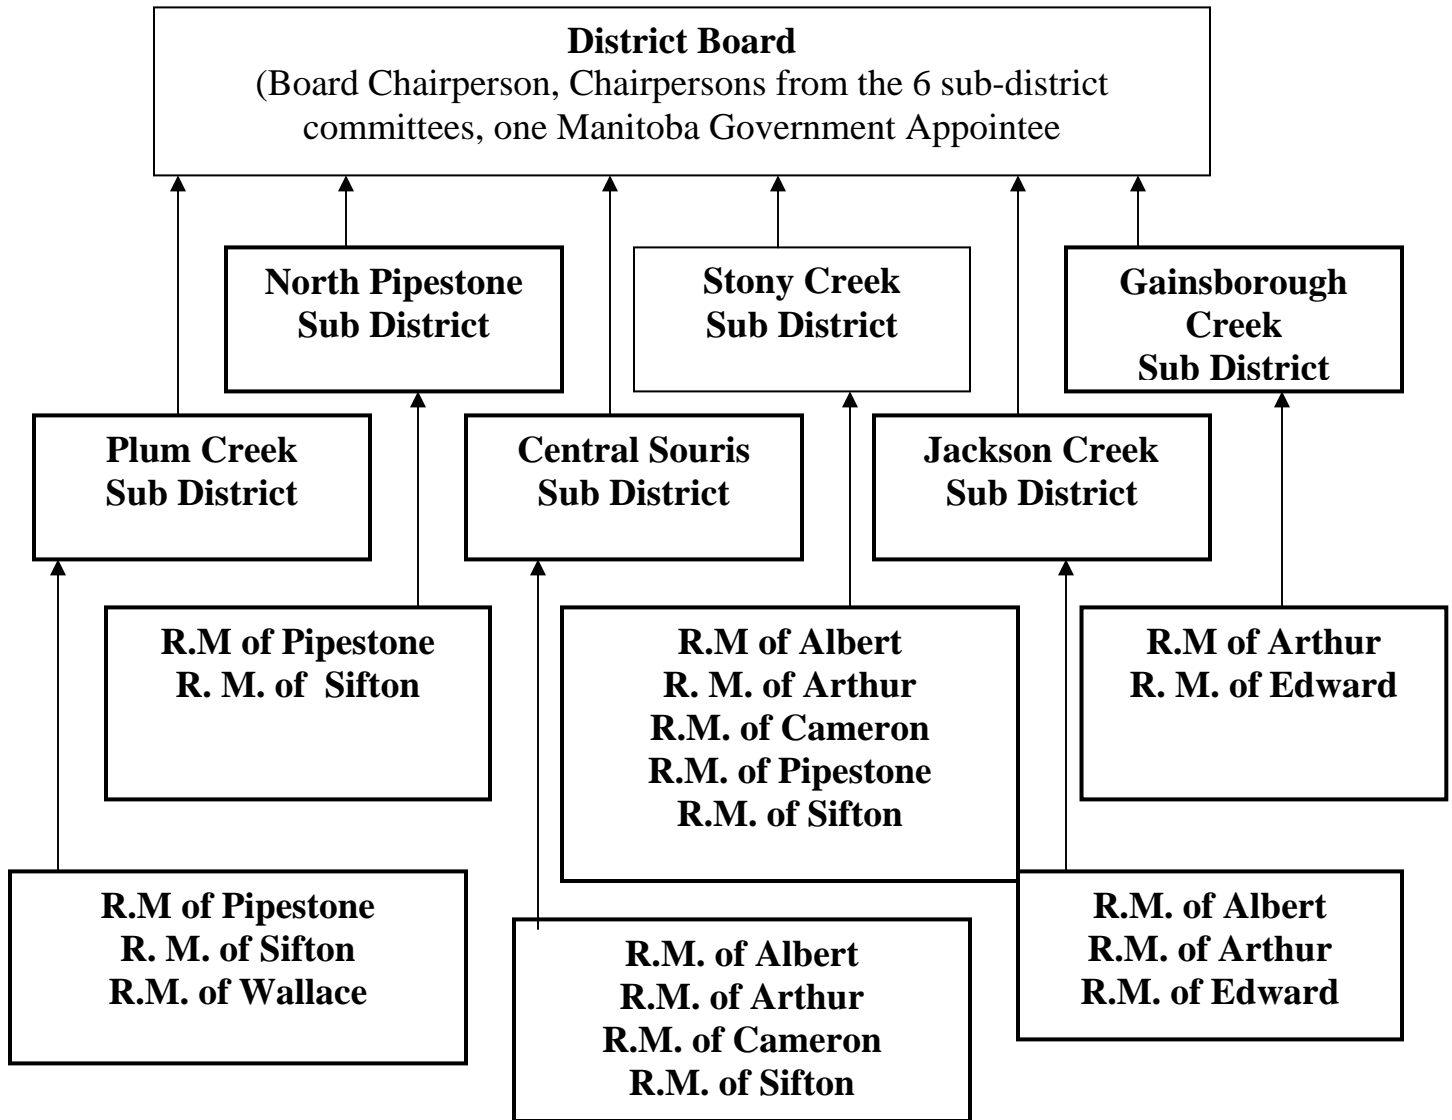 District Board
(Board Chairperson, Chairpersons from the 6 sub-district
committees, one Manitoba Government Appointee
North Pipestone
Sub District
Stony Creek
Sub District
Gainsborough
Creek
Sub District
Plum Creek
Sub District
Central Souris
Sub District
Jackson Creek
Sub District
R.M of Pipestone
R. M. of  Sifton
R.M of Albert
R. M. of Arthur
R.M. of Cameron
R.M. of Pipestone
R.M. of Sifton
R.M of Arthur
R. M. of Edward
R.M of Pipestone
R. M. of Sifton
R.M. of Wallace
R.M. of Albert
R.M. of Arthur
R.M. of Cameron
R.M. of Sifton
R.M. of Albert
R.M. of Arthur
R.M. of Edward